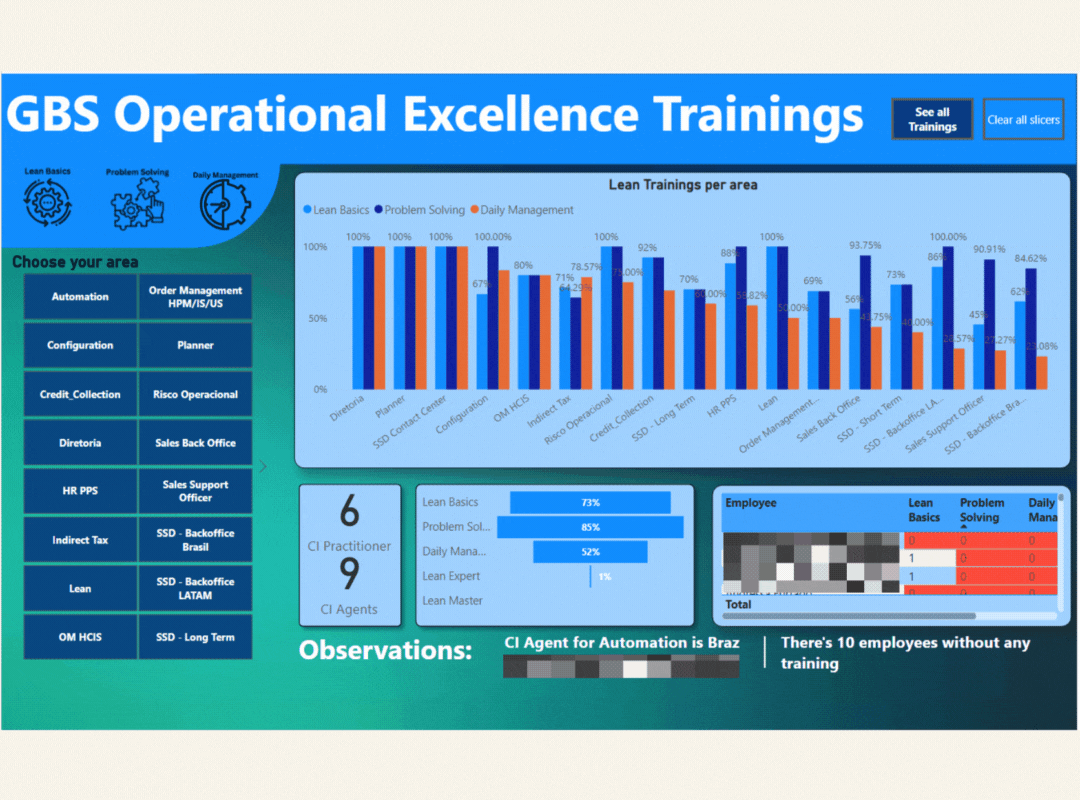 GBS Operational Excellence Trainings
See all
Trainings
Clear all slicers
Lean Basics
Problem Solving
Daily Management
Choose your area
Automation
Order Management
HPM/IS/US
Configuration
Planner
Credit_Collection
Risco Operacional
Diretoria
Sales Back Office
HR PPS
Sales Support
Officer
Indirect Tax
SSD - Backoffice
Brasil
Lean
SSD - Backoffice
LATAM
OM HCIS
SSD - Long Term
Lean Trainings per area
Lean Basics Problem Solving Daily Management
100%
50%
0%
100% 100% 100% 67% 100.00% 80% 71% 64.29% 78.57% 100% 75.00% 92% 70% 60.00% 88% 58.82% 100% 50.00% 69% 56% 93.75% 43.75% 73% 40.00% 86% 100.00% 28.57% 45% 90.91% 27.27% 62% 84.62% 23.08%
Diretoria
Planner
SSD Contact Center
Configuration
OM HCIS
Indirect Tax
Risco Operacional
Credit_Collection
SSD - Long Term
HR PPS
Lean
Order Management...
Sales Back Office
SSD - Short Term
SSD - Backoffice LA...
Sales Support Officer
SSD - Backoffice Bra...
6
CI Practitioner
9
CI Agents
Lean Basics 73%
Problem Sol... 85%
Daily Mana... 52%
Lean Expert 1%
Lean Master
Employee Lean Basics Problem Solving Daily Mana
0 0 0
1 0 0
1 0 0
0 0 0
Total
Observations:
CI Agent for Automation is Braz
There's 10 employees without any
training